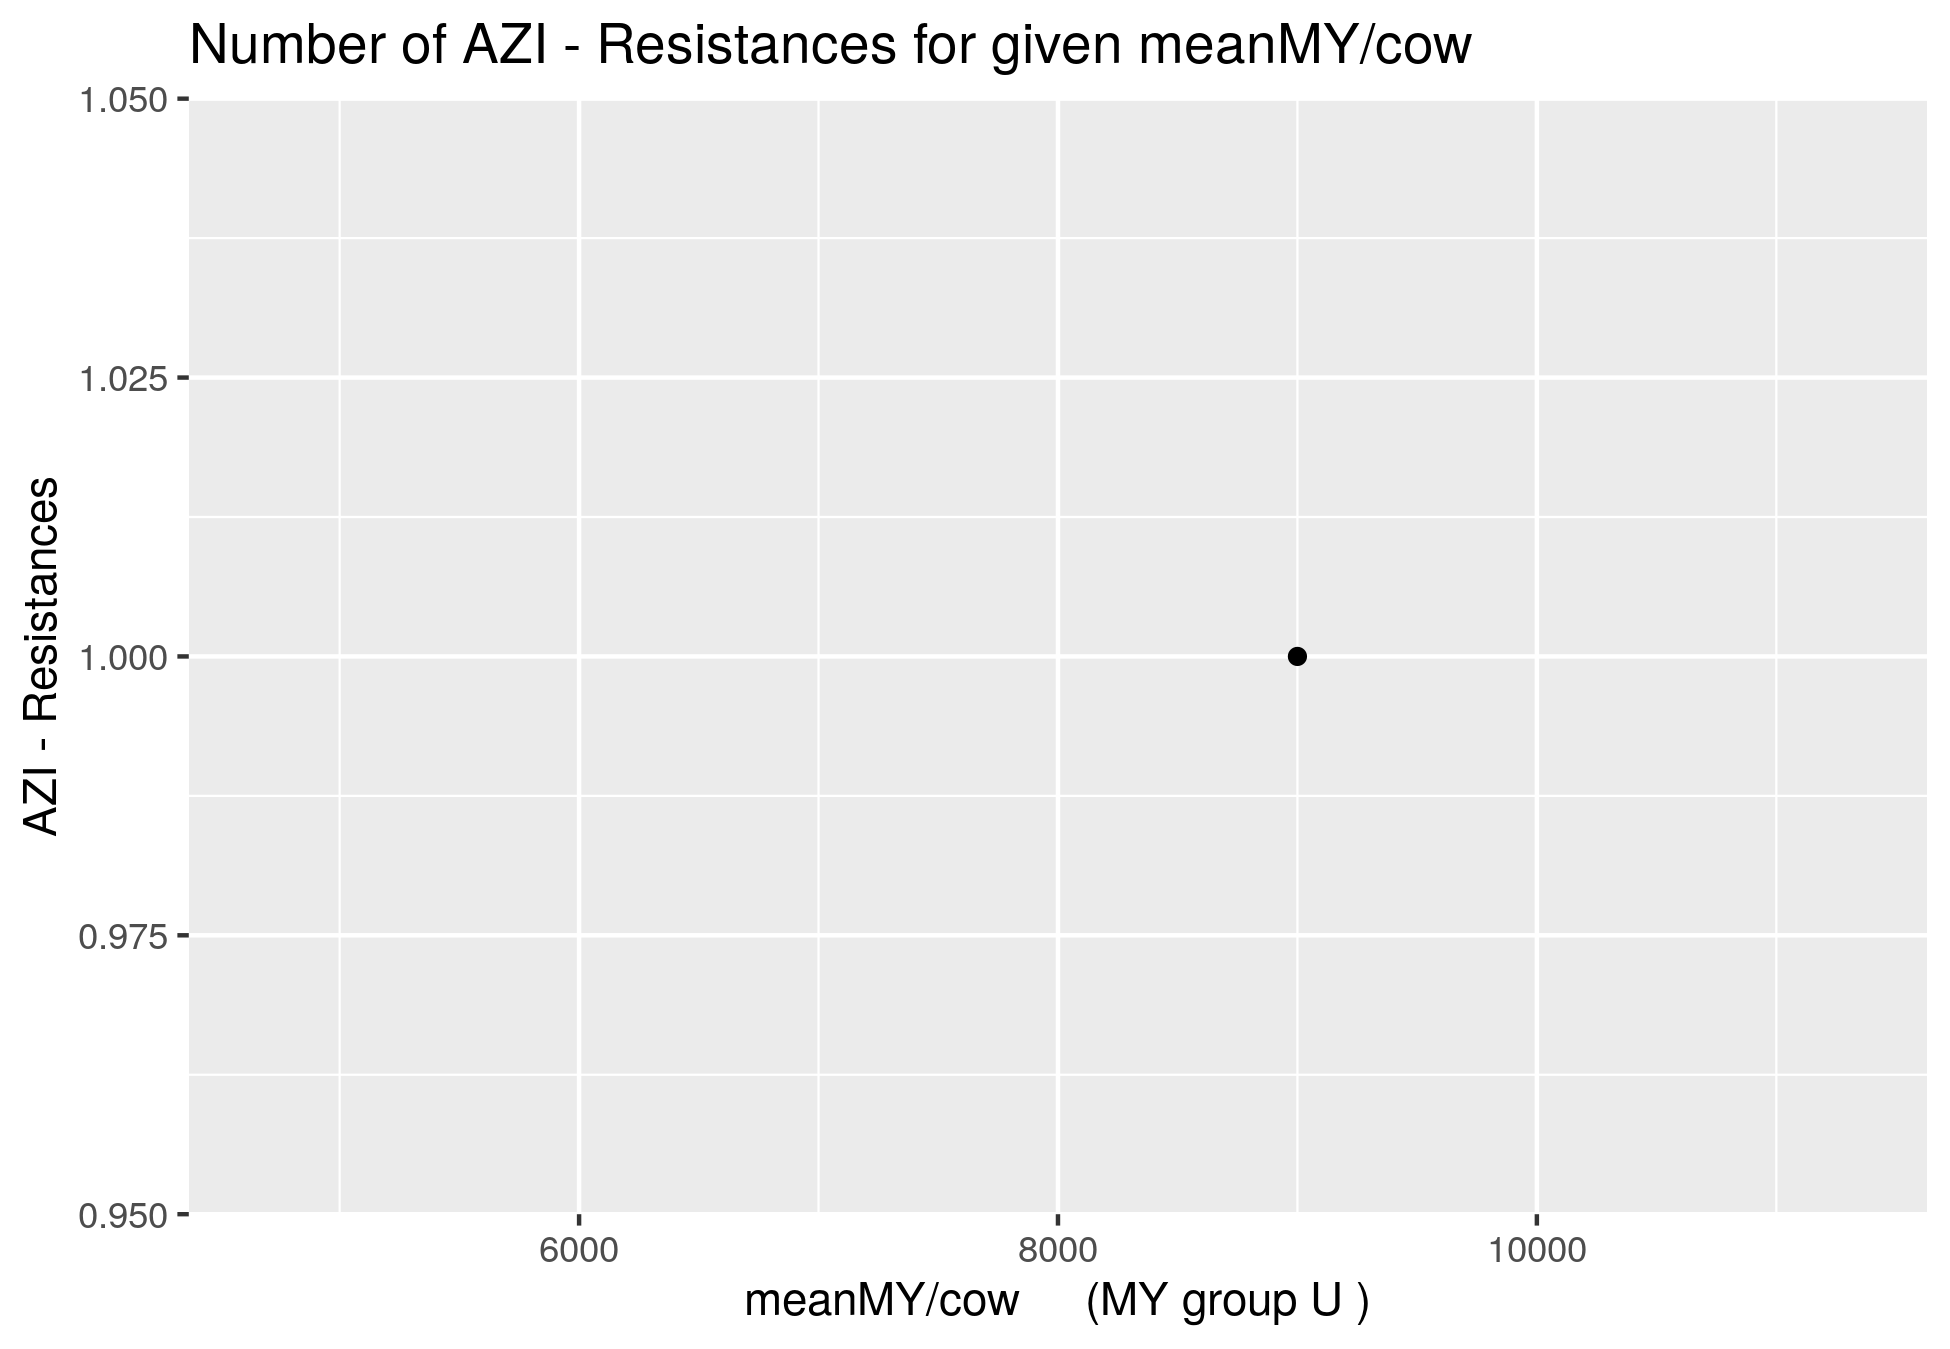 Number of AZI - Resistances for given meanMY/cow
1.050
1.025
1.000
0.975
0.950
AZI - Resistances
6000 8000 10000
meanMY/cow (MY group U )